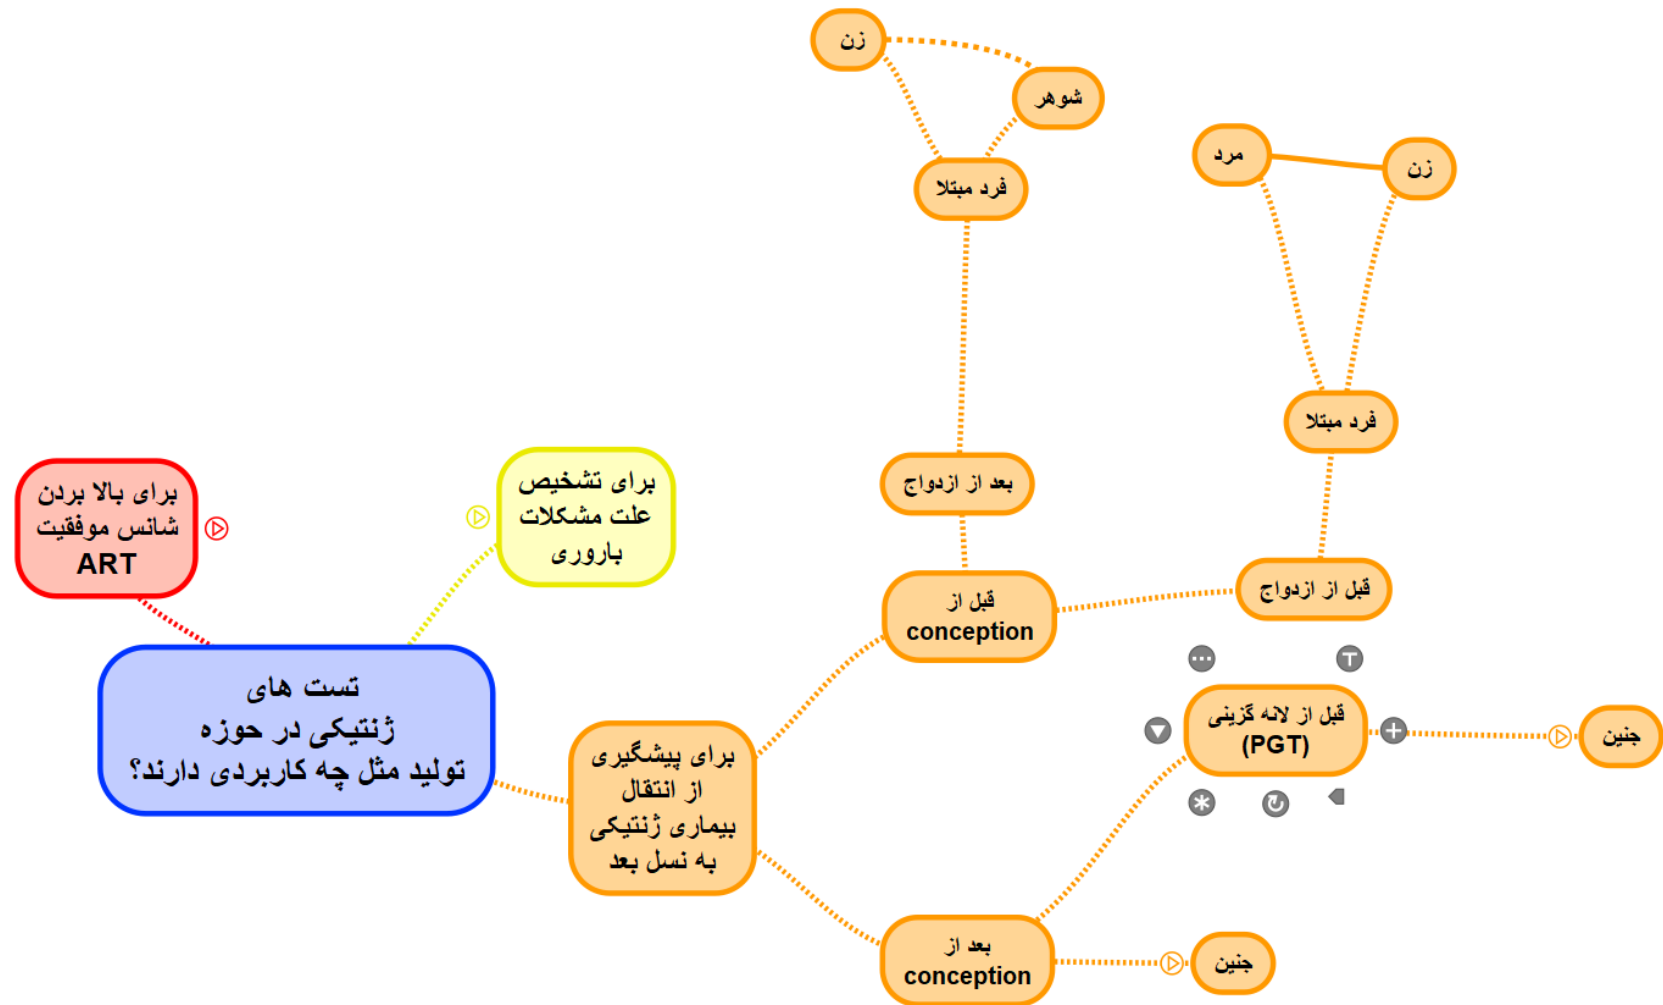 زن
شوهر
فرد مبتلا
مرد
زن
فرد مبتلا
بعد از ازدواج
قبل از ازدواج
قبل از
conception
برای تشخیص
علت مشکلات
باروری
برای بالا بردن
شانس موفقیت
ART
تست های
ژنتیکی در حوزه
تولید مثل چه کاربردی دارند؟
برای پیشگیری
از انتقال
بیماری ژنتیکی
به نسل بعد
قبل از لانه گزینی
(PGT)
جنین
بعد از
conception
جنین